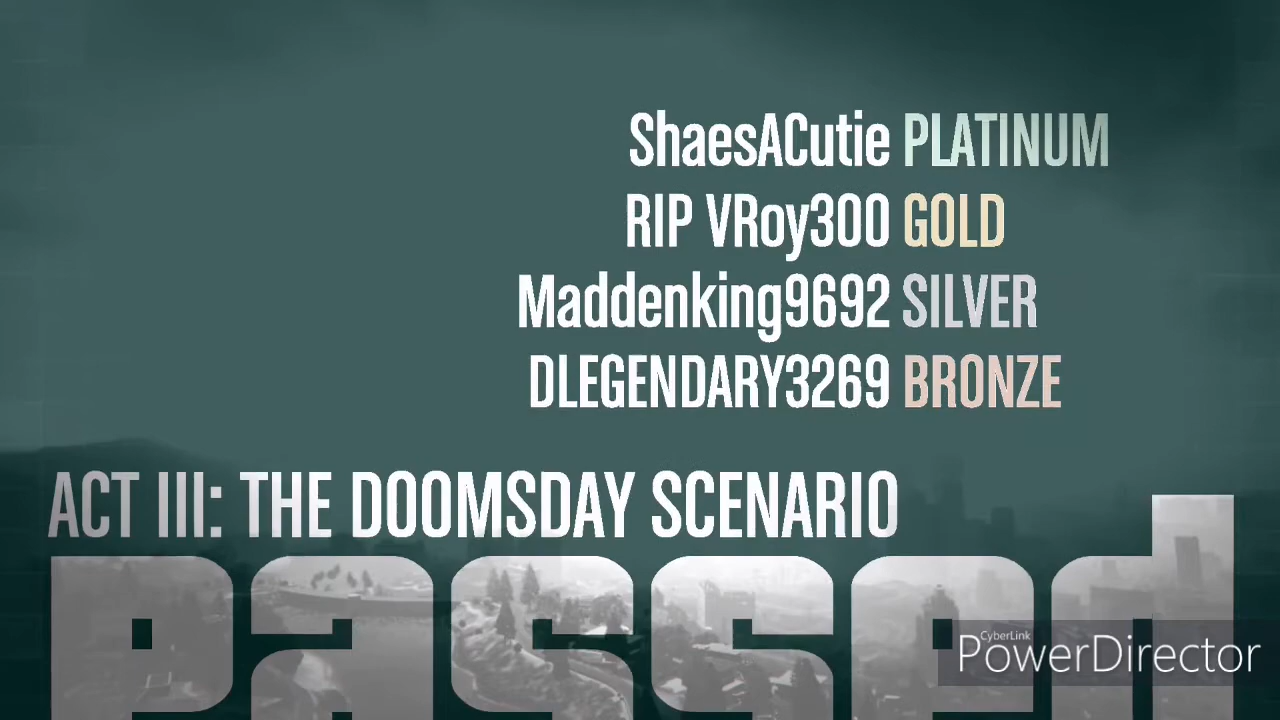 ShaesACutie PLATINUM
RIP VRoy300 GOLD
Maddenking9692 SILVER
DLEGENDARY3269 BRONZE
ACT III: THE DOOMSDAY SCENARIO
passed
CyberLink
PowerDirector